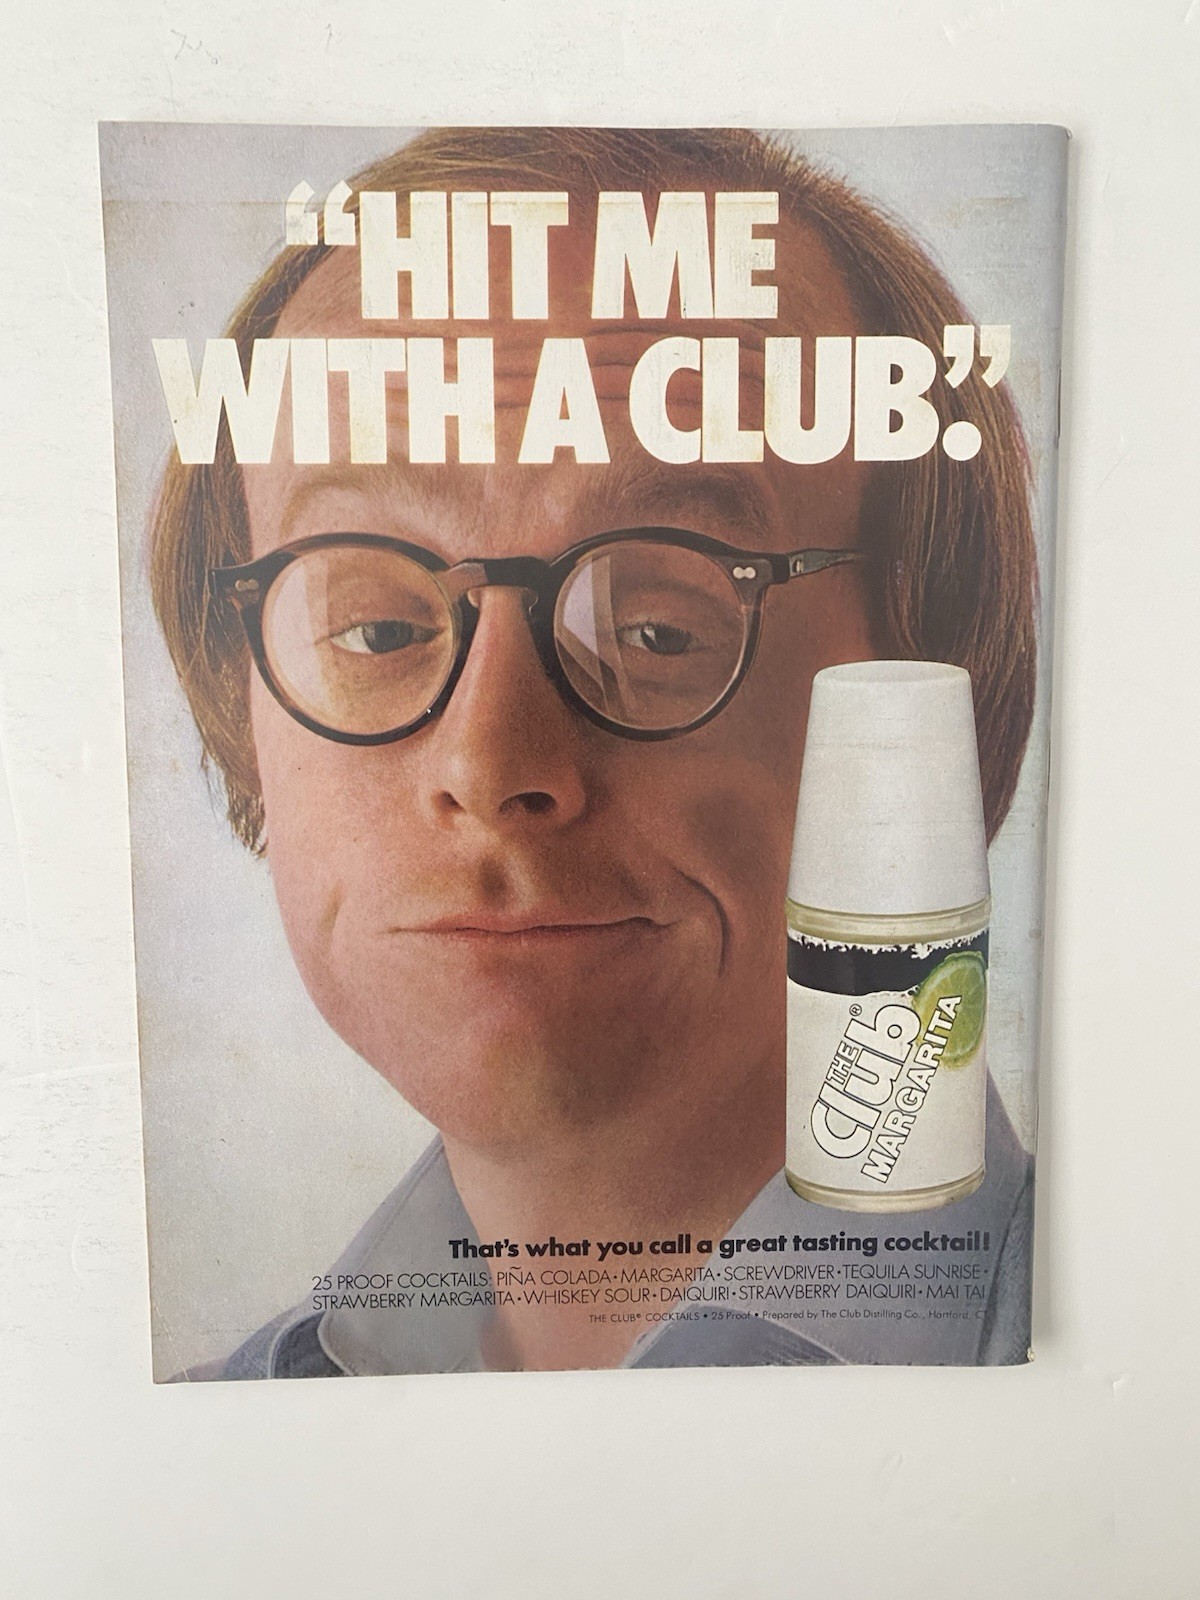 “HIT ME
WITH A CLUB.”
THE
Club®
MARGARITA
That's what you call a great tasting cocktail!
25 PROOF COCKTAILS: PIÑA COLADA • MARGARITA • SCREWDRIVER • TEQUILA SUNRISE •
STRAWBERRY MARGARITA • WHISKEY SOUR • DAIQUIRI • STRAWBERRY DAIQUIRI • MAI TAI
THE CLUB® COCKTAILS • 25 Proof • Prepared by The Club Distilling Co., Hartford, CT